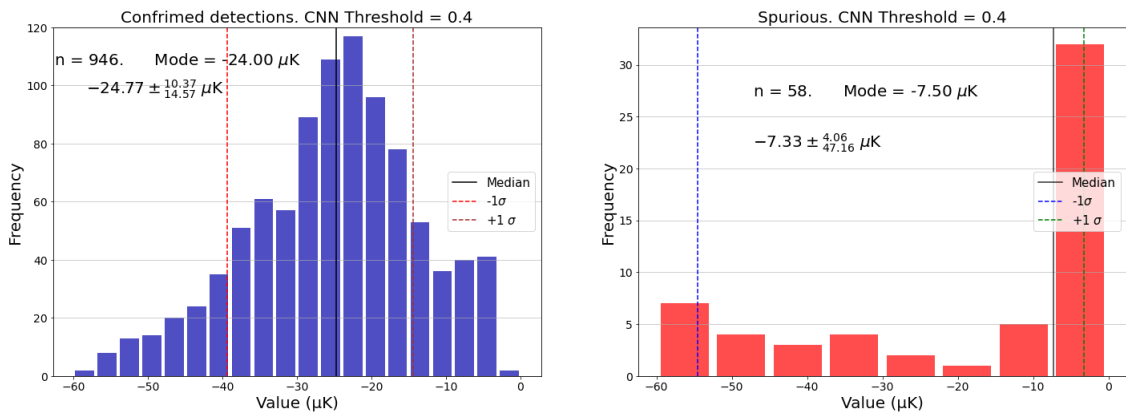 Confrimed detections. CNN Threshold = 0.4
n = 946. Mode = -24.00 μK
−24.77 ± 10.37 14.57 μK
Median
-1σ
+1 σ
Frequency
0
20
40
60
80
100
120
−60
−50
−40
−30
−20
−10
0
Value (μK)
Spurious. CNN Threshold = 0.4
n = 58. Mode = -7.50 μK
−7.33 ± 4.06 47.16 μK
Median
-1σ
+1 σ
Frequency
0
5
10
15
20
25
30
−60
−50
−40
−30
−20
−10
0
Value (μK)